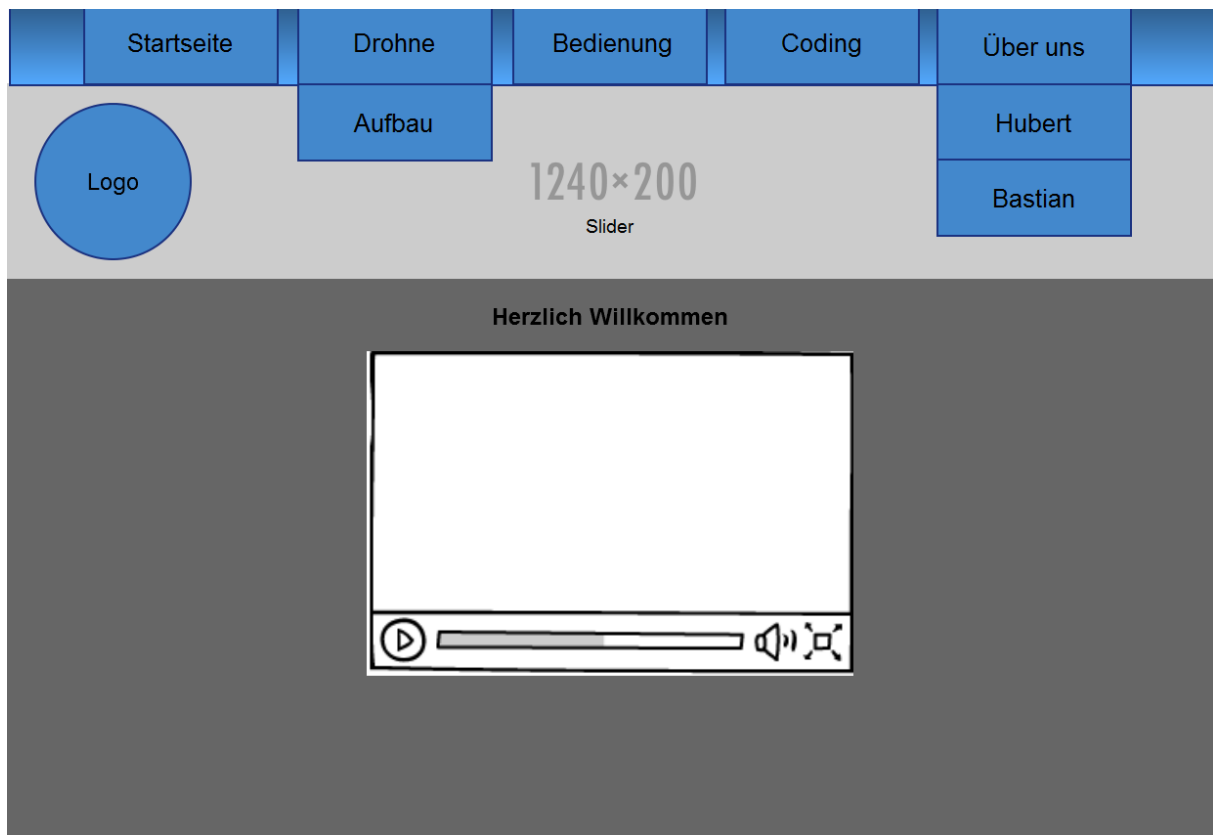 Startseite
Drohne
Bedienung
Coding
Über uns
Aufbau
Hubert
Bastian
Logo
1240×200
Slider
Herzlich Willkommen